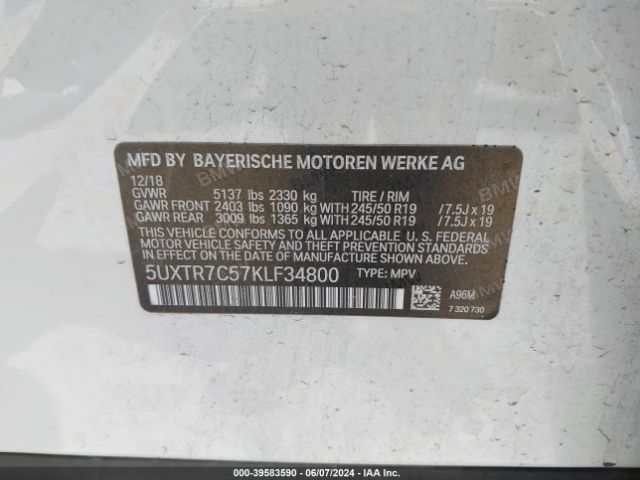 MFD BY BAYERISCHE MOTOREN WERKE AG
12/18
GVWR 5137 lbs 2330 kg TIRE / RIM
GAWR FRONT 2403 lbs 1090 kg WITH 245/50 R19 /7.5J x 19
GAWR REAR 3009 lbs 1365 kg WITH 245/50 R19 /7.5J x 19
THIS VEHICLE CONFORMS TO ALL APPLICABLE U. S. FEDERAL
MOTOR VEHICLE SAFETY AND THEFT PREVENTION STANDARDS
IN EFFECT ON THE DATE OF MANUFACTURE SHOWN ABOVE
5UXTR7C57KLF34800 TYPE: MPV
A96M
7 320 730
000-39583590 - 06/07/2024 - IAA Inc.